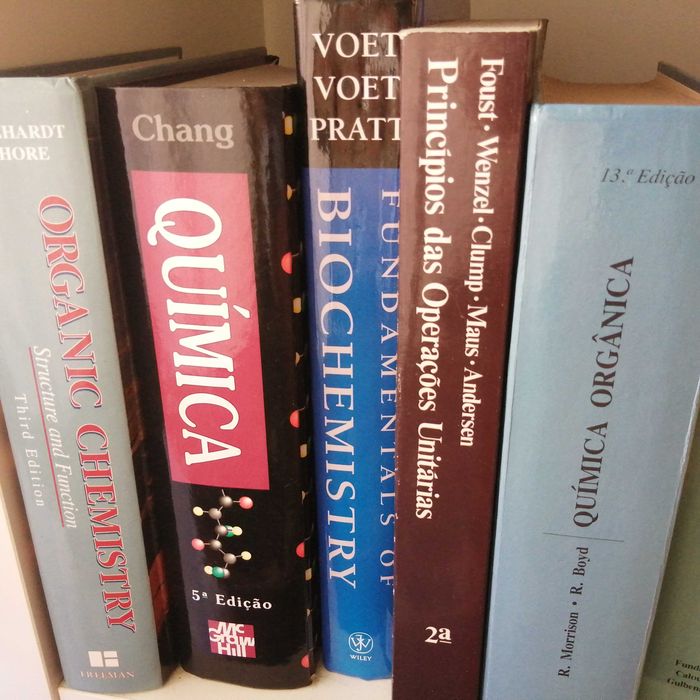 HARDT
HORE
ORGANIC CHEMISTRY
Structure and Function
Third Edition
FREEMAN
Chang
QUÍMICA
5ª Edição
Mc
Graw
Hill
VOET
VOET
PRATT
FUNDAMENTALS OF
BIOCHEMISTRY
WILEY
Foust · Wenzel · Clump · Maus · Andersen
Princípios das Operações Unitárias
2ª
13.ª Edição
QUÍMICA ORGÂNICA
R. Morrison · R. Boyd